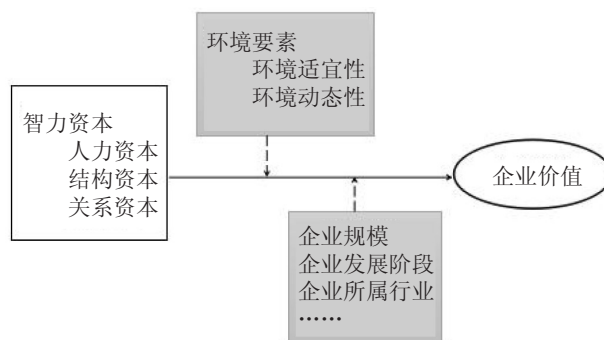 环境要素
环境适宜性
环境动态性
智力资本
人力资本
结构资本
关系资本
企业价值
企业规模
企业发展阶段
企业所属行业
……